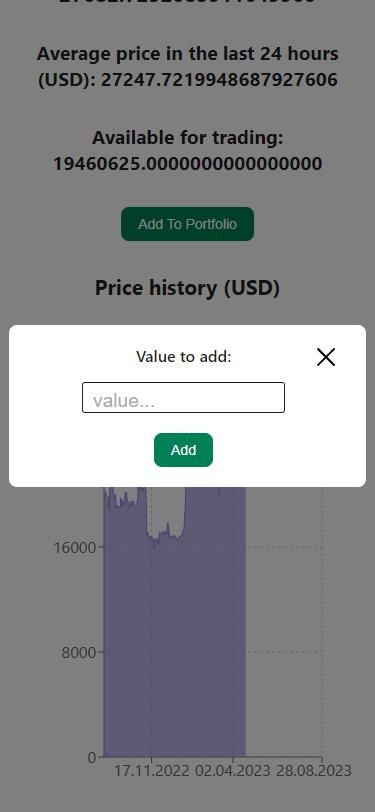 Average price in the last 24 hours
(USD): 27247.7219948687927606
Available for trading:
19460625.0000000000000000
Add To Portfolio
Price history (USD)
Value to add:
value...
Add
16000
8000
0
17.11.2022 02.04.2023 28.08.2023